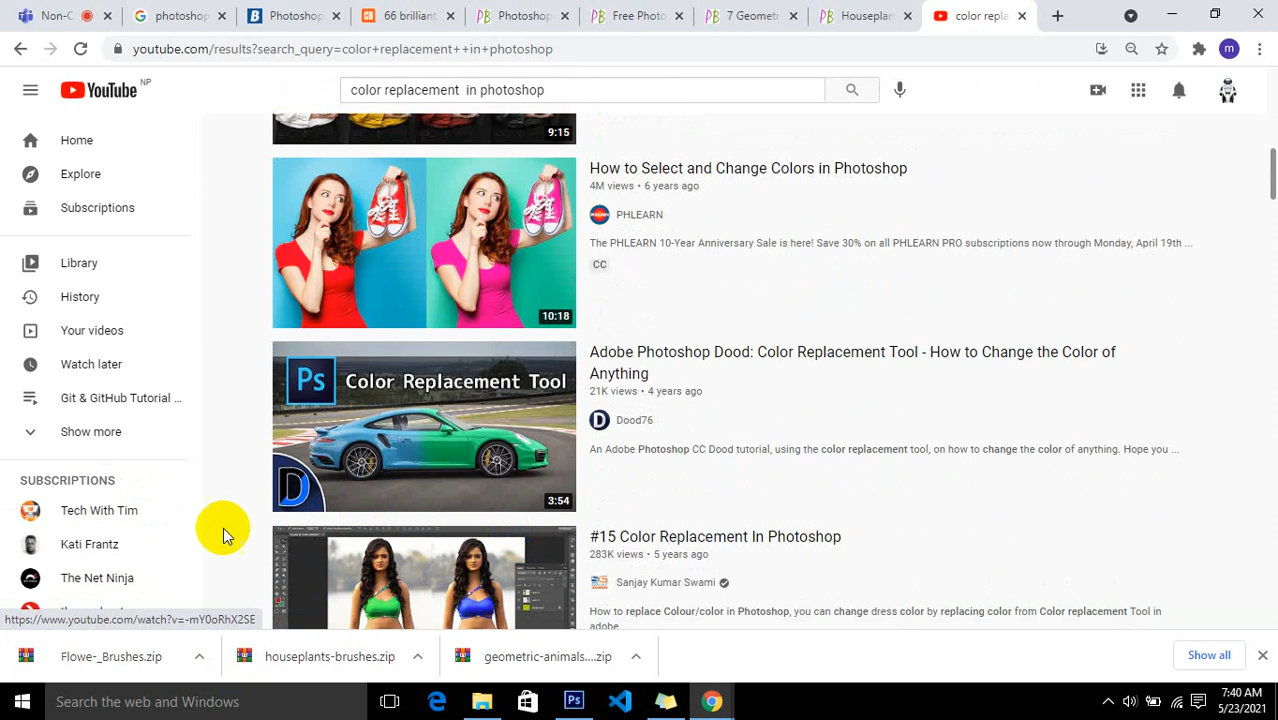 Non-C
photoshop
Photoshop
66 brilliant
Photoshop
Free Photo
7 Geometr
Houseplan
color repla
youtube.com/results?search_query=color+replacement++in+photoshop
m
YouTube NP
color replacement  in photoshop
Home
Explore
Subscriptions
Library
History
Your videos
Watch later
Git & GitHub Tutorial ...
Show more
SUBSCRIPTIONS
Tech With Tim
Kati Frantz
The Net Ninja
https://www.youtube.com/watch?v=-mY0oRhX2SE
9:15
10:18
How to Select and Change Colors in Photoshop
4M views • 6 years ago
PHLEARN
The PHLEARN 10-Year Anniversary Sale is here! Save 30% on all PHLEARN PRO subscriptions now through Monday, April 19th ...
CC
Ps Color Replacement Tool
D
3:54
Adobe Photoshop Dood: Color Replacement Tool - How to Change the Color of
Anything
21K views • 4 years ago
D Dood76
An Adobe Photoshop CC Dood tutorial, using the color replacement tool, on how to change the color of anything. Hope you ...
#15 Color Replacement In Photoshop
283K views • 5 years ago
Sanjay Kumar Swami
How to replace Colour/color in Photoshop, you can change dress color by replacing color from Color replacement Tool in
adobe.
Flowe-_Brushes.zip
houseplants-brushes.zip
geometric-animals....zip
Show all
Search the web and Windows
Ps
7:40 AM
5/23/2021